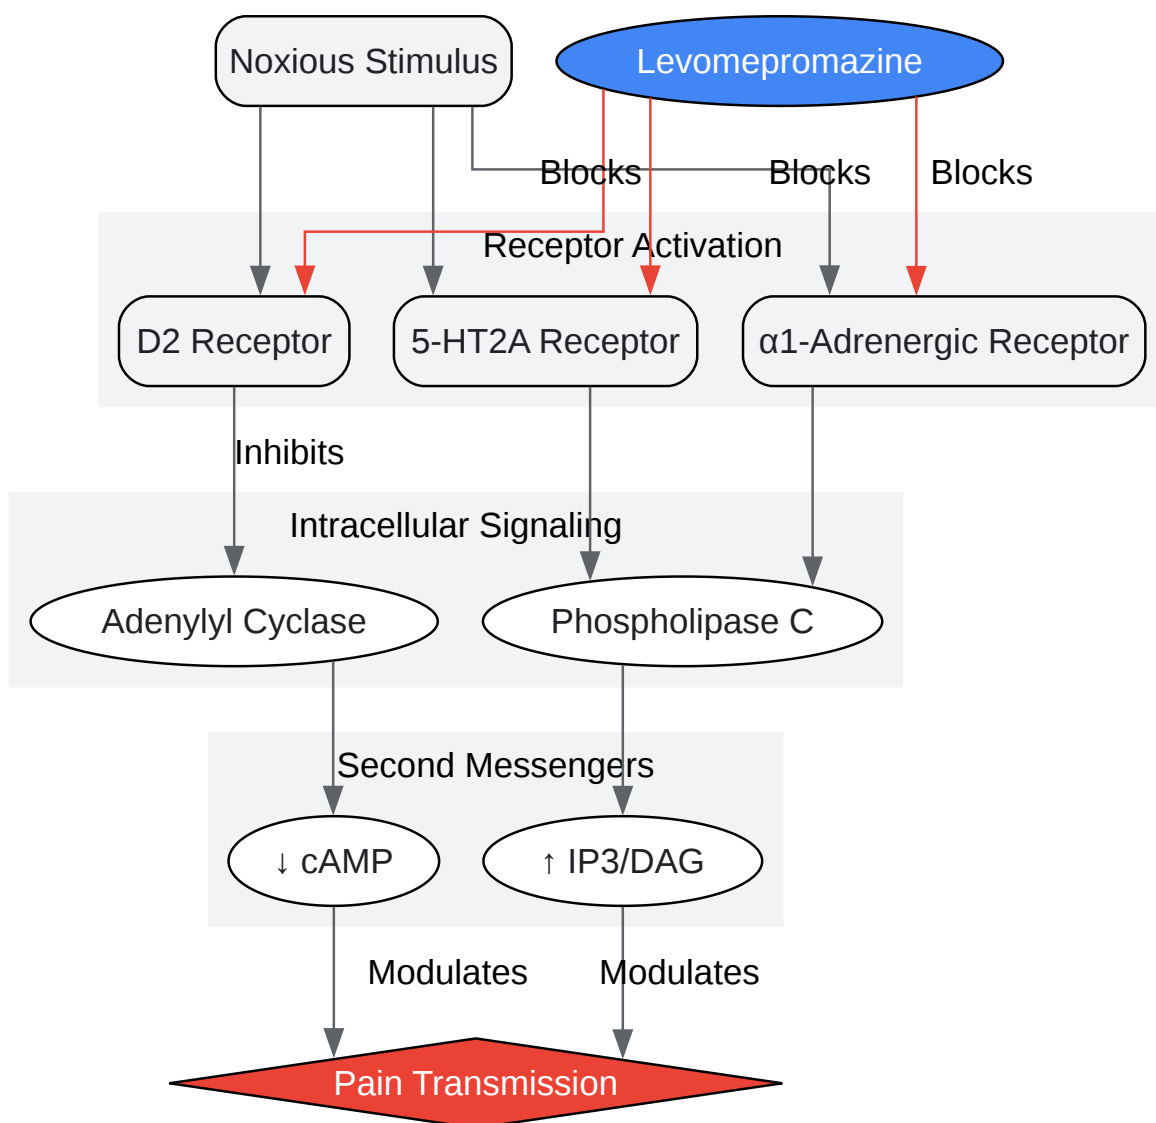 Noxious Stimulus
Levomepromazine
Blocks
Blocks
Blocks
Receptor Activation
D2 Receptor
5-HT2A Receptor
α1-Adrenergic Receptor
Inhibits
Intracellular Signaling
Adenylyl Cyclase
Phospholipase C
Second Messengers
↓ cAMP
↑ IP3/DAG
Modulates
Modulates
Pain Transmission